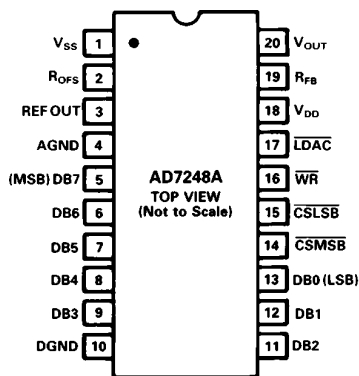 VSS 1
ROFS 2
REF OUT 3
AGND 4
(MSB) DB7 5
DB6 6
DB5 7
DB4 8
DB3 9
DGND 10
AD7248A
TOP VIEW
(Not to Scale)
20 VOUT
19 RFB
18 VDD
17 LDAC
16 WR
15 CSLSB
14 CSMSB
13 DB0 (LSB)
12 DB1
11 DB2